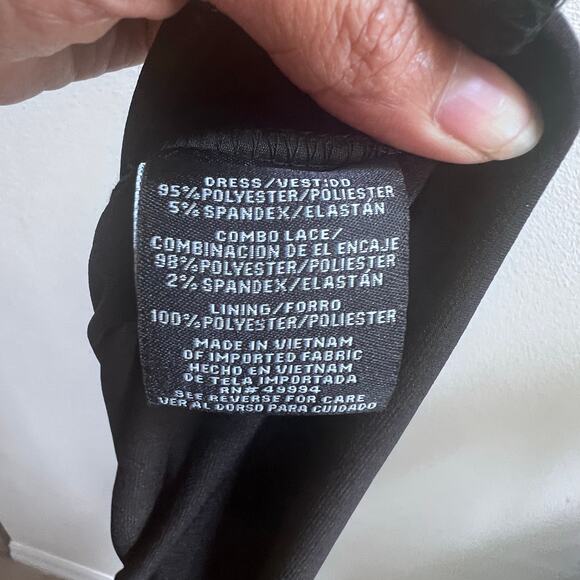 DRESS/VESTIDO
95% POLYESTER/POLIESTER
5% SPANDEX/ELASTÁN
COMBO LACE/
COMBINACIÓN DE EL ENCAJE
98% POLYESTER/POLIESTER
2% SPANDEX/ELASTÁN
LINING/FORRO
100% POLYESTER/POLIESTER
MADE IN VIETNAM
OF IMPORTED FABRIC
HECHO EN VIETNAM
DE TELA IMPORTADA
RN# 49994
SEE REVERSE FOR CARE
VER AL DORSO PARA CUIDADO